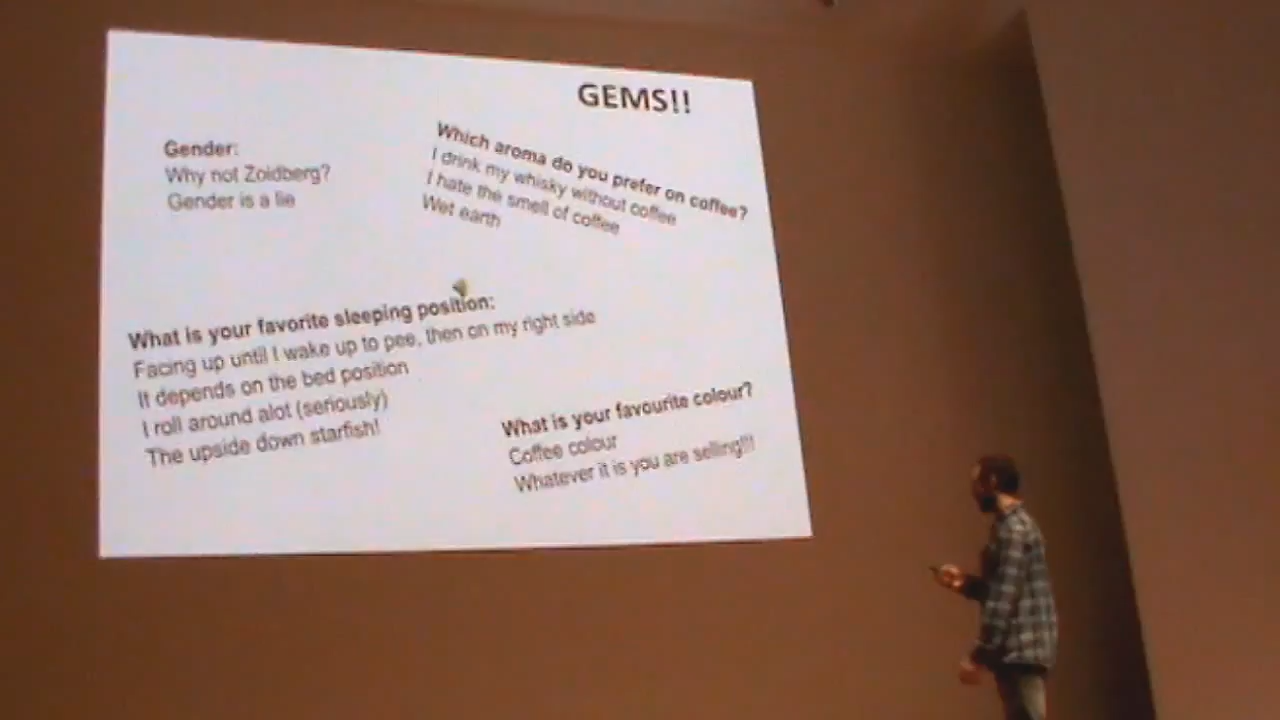 GEMS!!
Gender:
Why not Zoidberg?
Gender is a lie
Which aroma do you prefer on coffee?
I drink my whisky without coffee
I hate the smell of coffee
Wet earth
What is your favorite sleeping position:
Facing up until I wake up to pee, then on my right side
It depends on the bed position
I roll around alot (seriously)
The upside down starfish!
What is your favourite colour?
Coffee colour
Whatever it is you are selling!!!